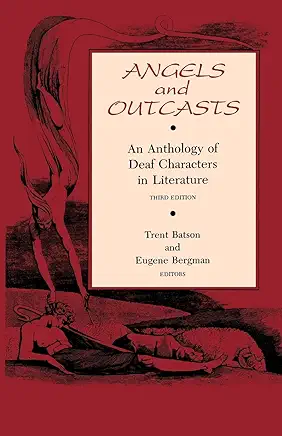 ANGELS
and
OUTCASTS
An Anthology of
Deaf Characters
in Literature
THIRD EDITION
Trent Batson
and
Eugene Bergman
EDITORS